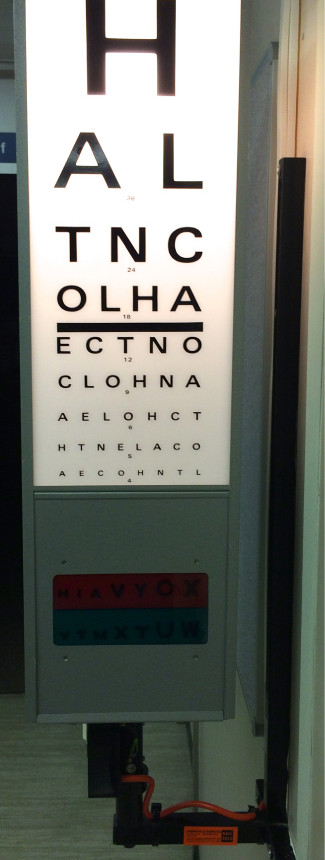 H
A L
36
T N C
24
O L H A
18
E C T N O
12
C L O H N A
9
A E L O H C T
6
H T N E L A C O
5
A E C O H N T L
4
H I A V Y O X